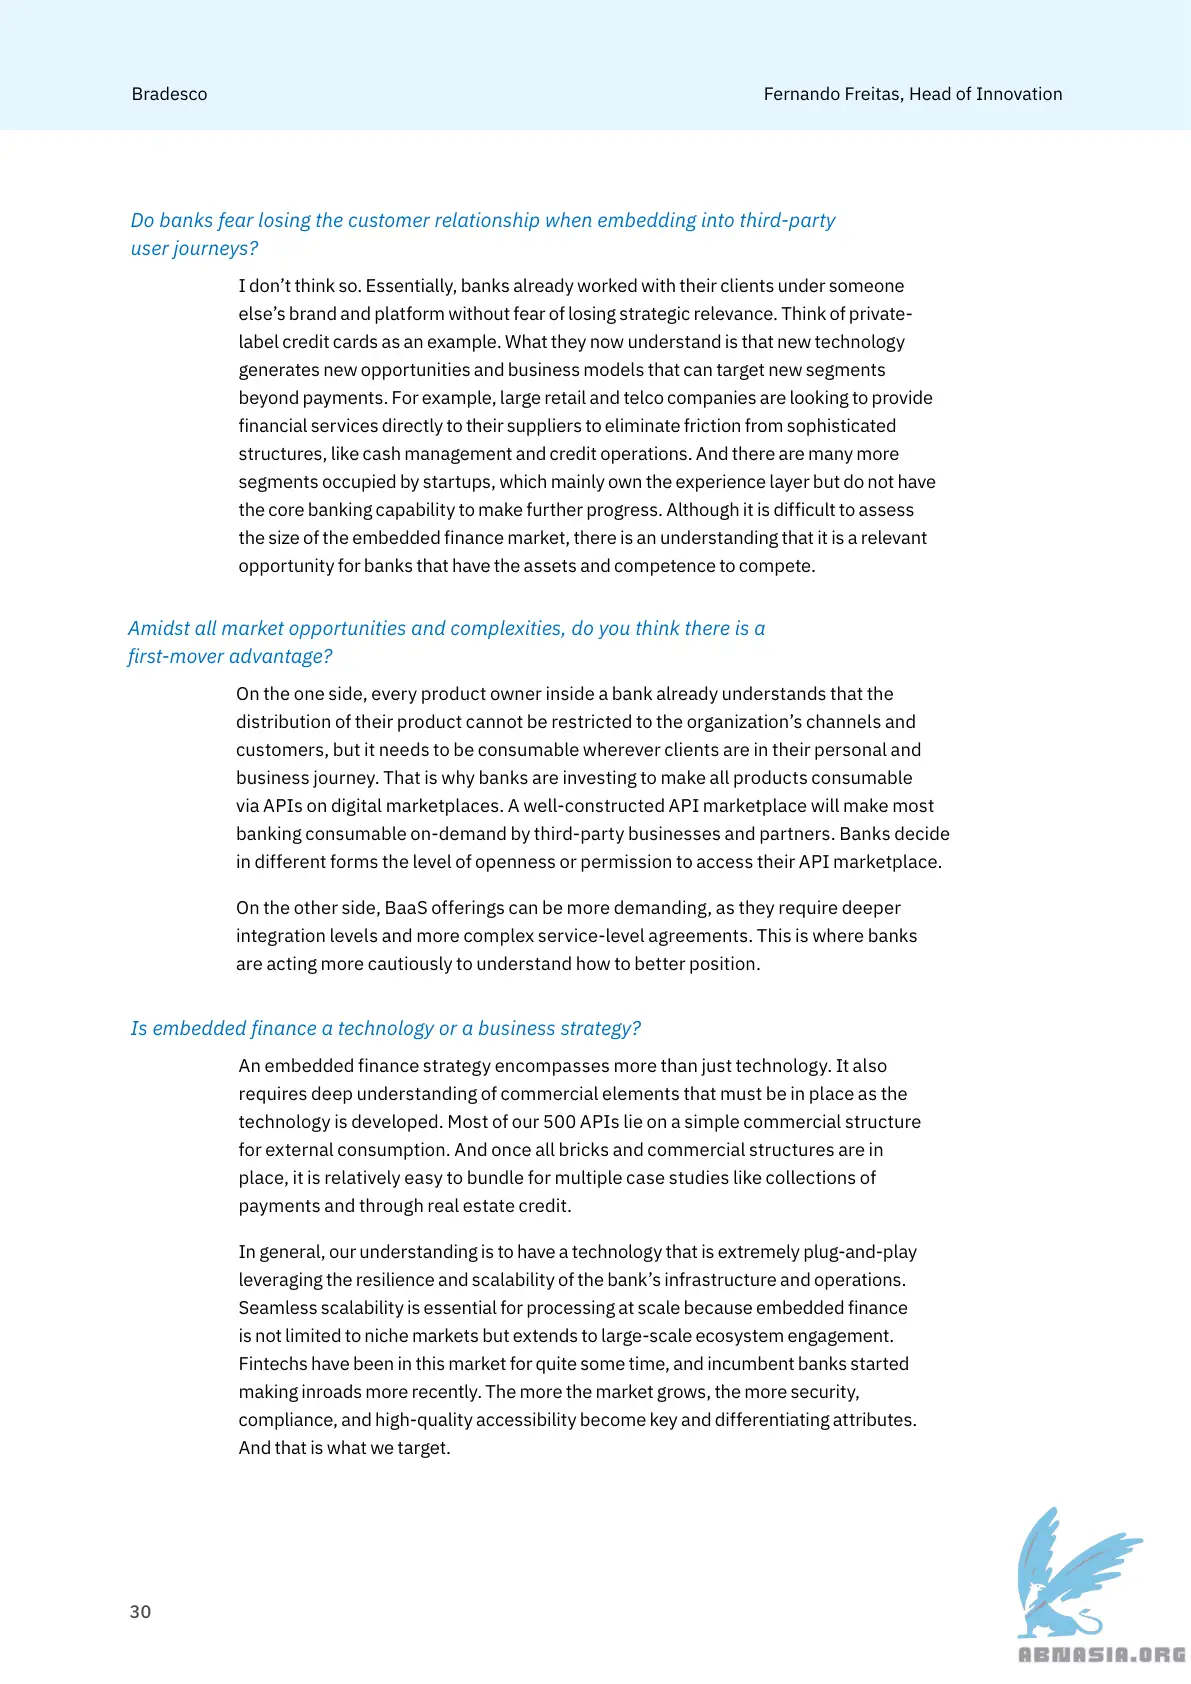 Bradesco
Fernando Freitas, Head of Innovation
Do banks fear losing the customer relationship when embedding into third-party
user journeys?
I don’t think so. Essentially, banks already worked with their clients under someone
else’s brand and platform without fear of losing strategic relevance. Think of private-
label credit cards as an example. What they now understand is that new technology
generates new opportunities and business models that can target new segments
beyond payments. For example, large retail and telco companies are looking to provide
financial services directly to their suppliers to eliminate friction from sophisticated
structures, like cash management and credit operations. And there are many more
segments occupied by startups, which mainly own the experience layer but do not have
the core banking capability to make further progress. Although it is difficult to assess
the size of the embedded finance market, there is an understanding that it is a relevant
opportunity for banks that have the assets and competence to compete.
Amidst all market opportunities and complexities, do you think there is a
first-mover advantage?
On the one side, every product owner inside a bank already understands that the
distribution of their product cannot be restricted to the organization’s channels and
customers, but it needs to be consumable wherever clients are in their personal and
business journey. That is why banks are investing to make all products consumable
via APIs on digital marketplaces. A well-constructed API marketplace will make most
banking consumable on-demand by third-party businesses and partners. Banks decide
in different forms the level of openness or permission to access their API marketplace.
On the other side, BaaS offerings can be more demanding, as they require deeper
integration levels and more complex service-level agreements. This is where banks
are acting more cautiously to understand how to better position.
Is embedded finance a technology or a business strategy?
An embedded finance strategy encompasses more than just technology. It also
requires deep understanding of commercial elements that must be in place as the
technology is developed. Most of our 500 APIs lie on a simple commercial structure
for external consumption. And once all bricks and commercial structures are in
place, it is relatively easy to bundle for multiple case studies like collections of
payments and through real estate credit.
In general, our understanding is to have a technology that is extremely plug-and-play
leveraging the resilience and scalability of the bank’s infrastructure and operations.
Seamless scalability is essential for processing at scale because embedded finance
is not limited to niche markets but extends to large-scale ecosystem engagement.
Fintechs have been in this market for quite some time, and incumbent banks started
making inroads more recently. The more the market grows, the more security,
compliance, and high-quality accessibility become key and differentiating attributes.
And that is what we target.
30
ABNASIA.ORG